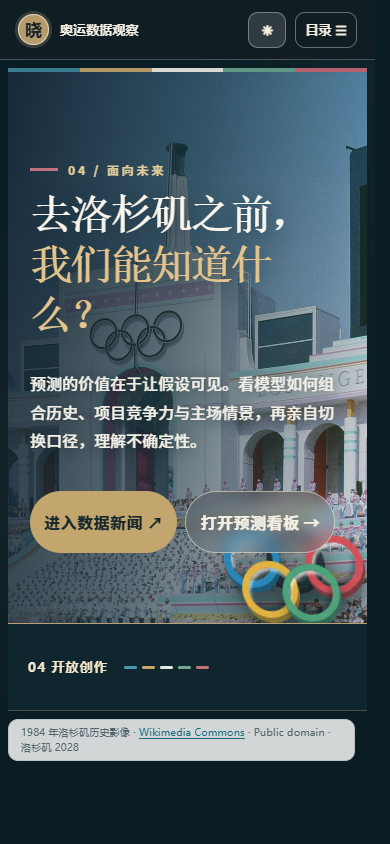 晓 奥运数据观察
目录
04 / 面向未来
去洛杉矶之前，
我们能知道什
么？
预测的价值在于让假设可见。看模型如何组
合历史、项目竞争力与主场情景，再亲自切
换口径，理解不确定性。
进入数据新闻 ↗ 打开预测看板 →
04 开放创作
1984 年洛杉矶历史影像 · Wikimedia Commons · Public domain ·
洛杉矶 2028